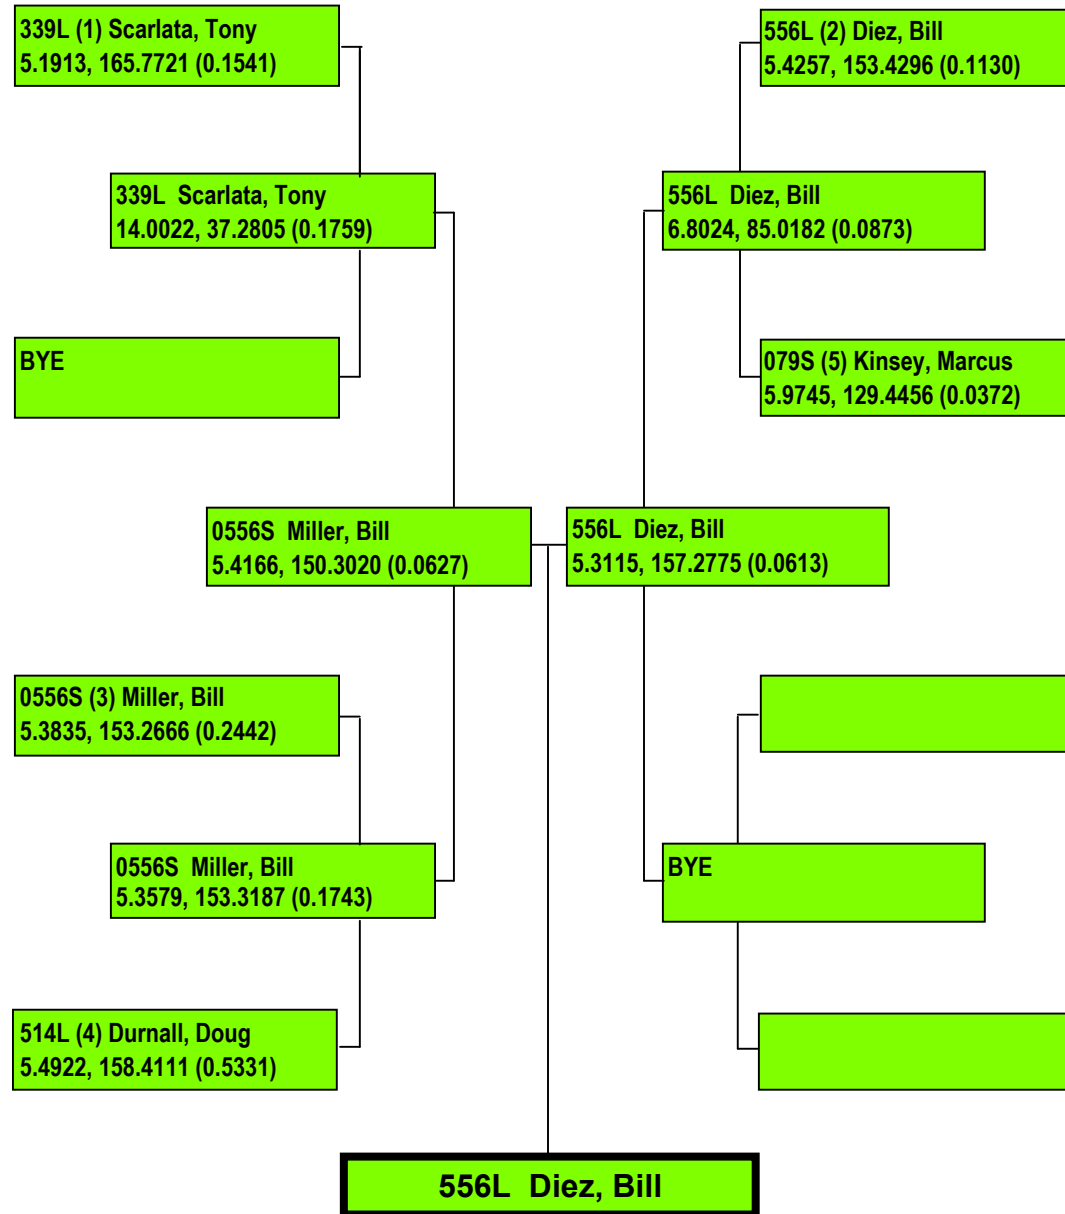 339L (1) Scarlata, Tony
5.1913, 165.7721 (0.1541)
556L (2) Diez, Bill
5.4257, 153.4296 (0.1130)
339L Scarlata, Tony
14.0022, 37.2805 (0.1759)
556L Diez, Bill
6.8024, 85.0182 (0.0873)
BYE
079S (5) Kinsey, Marcus
5.9745, 129.4456 (0.0372)
0556S Miller, Bill
5.4166, 150.3020 (0.0627)
556L Diez, Bill
5.3115, 157.2775 (0.0613)
0556S (3) Miller, Bill
5.3835, 153.2666 (0.2442)
0556S Miller, Bill
5.3579, 153.3187 (0.1743)
BYE
514L (4) Durnall, Doug
5.4922, 158.4111 (0.5331)
556L Diez, Bill